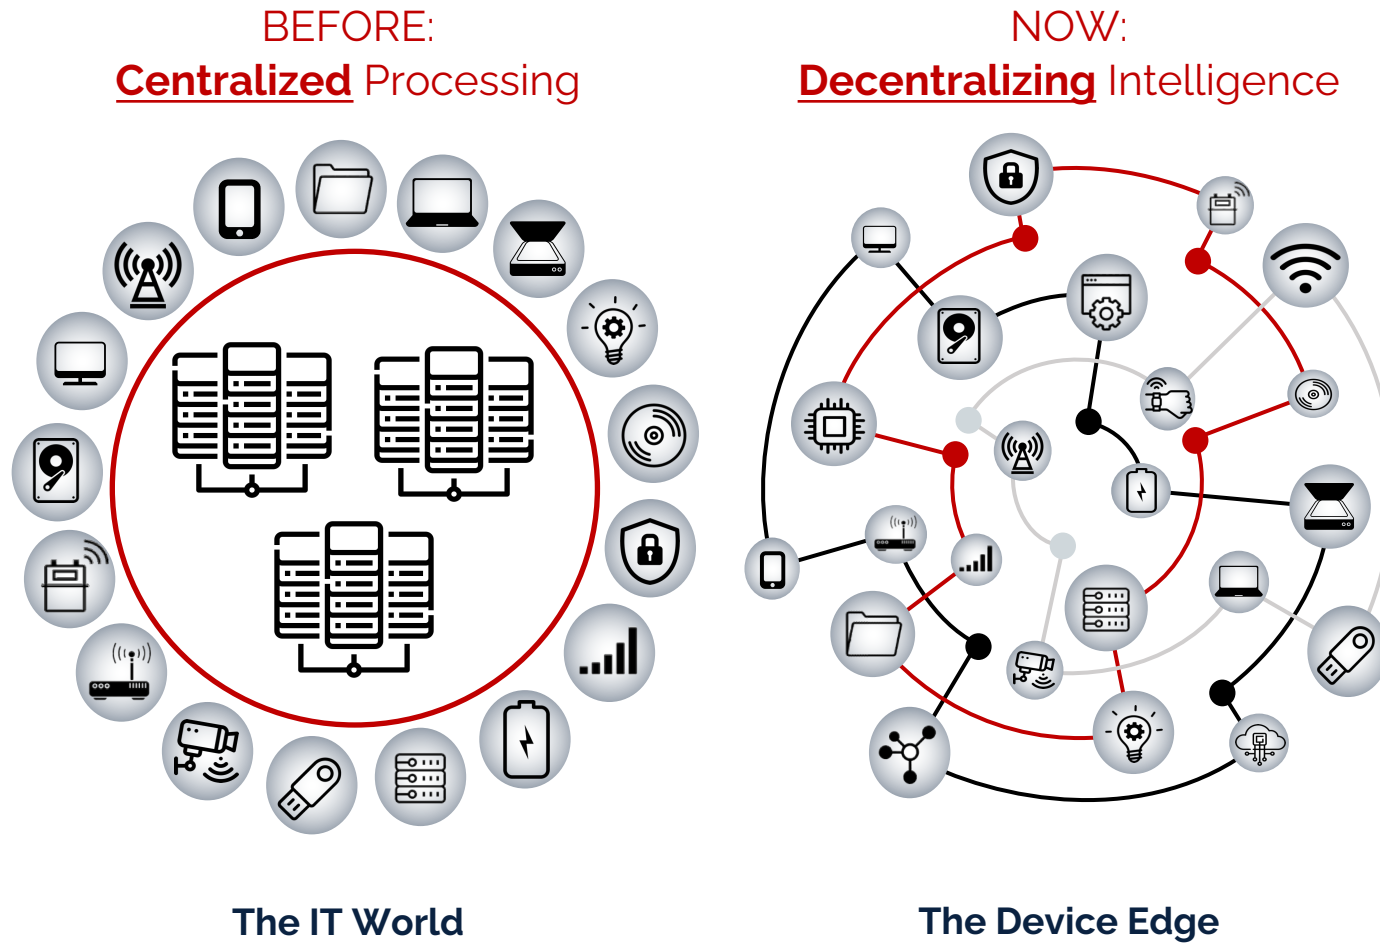 BEFORE:
Centralized Processing
NOW:
Decentralizing Intelligence
The IT World
The Device Edge